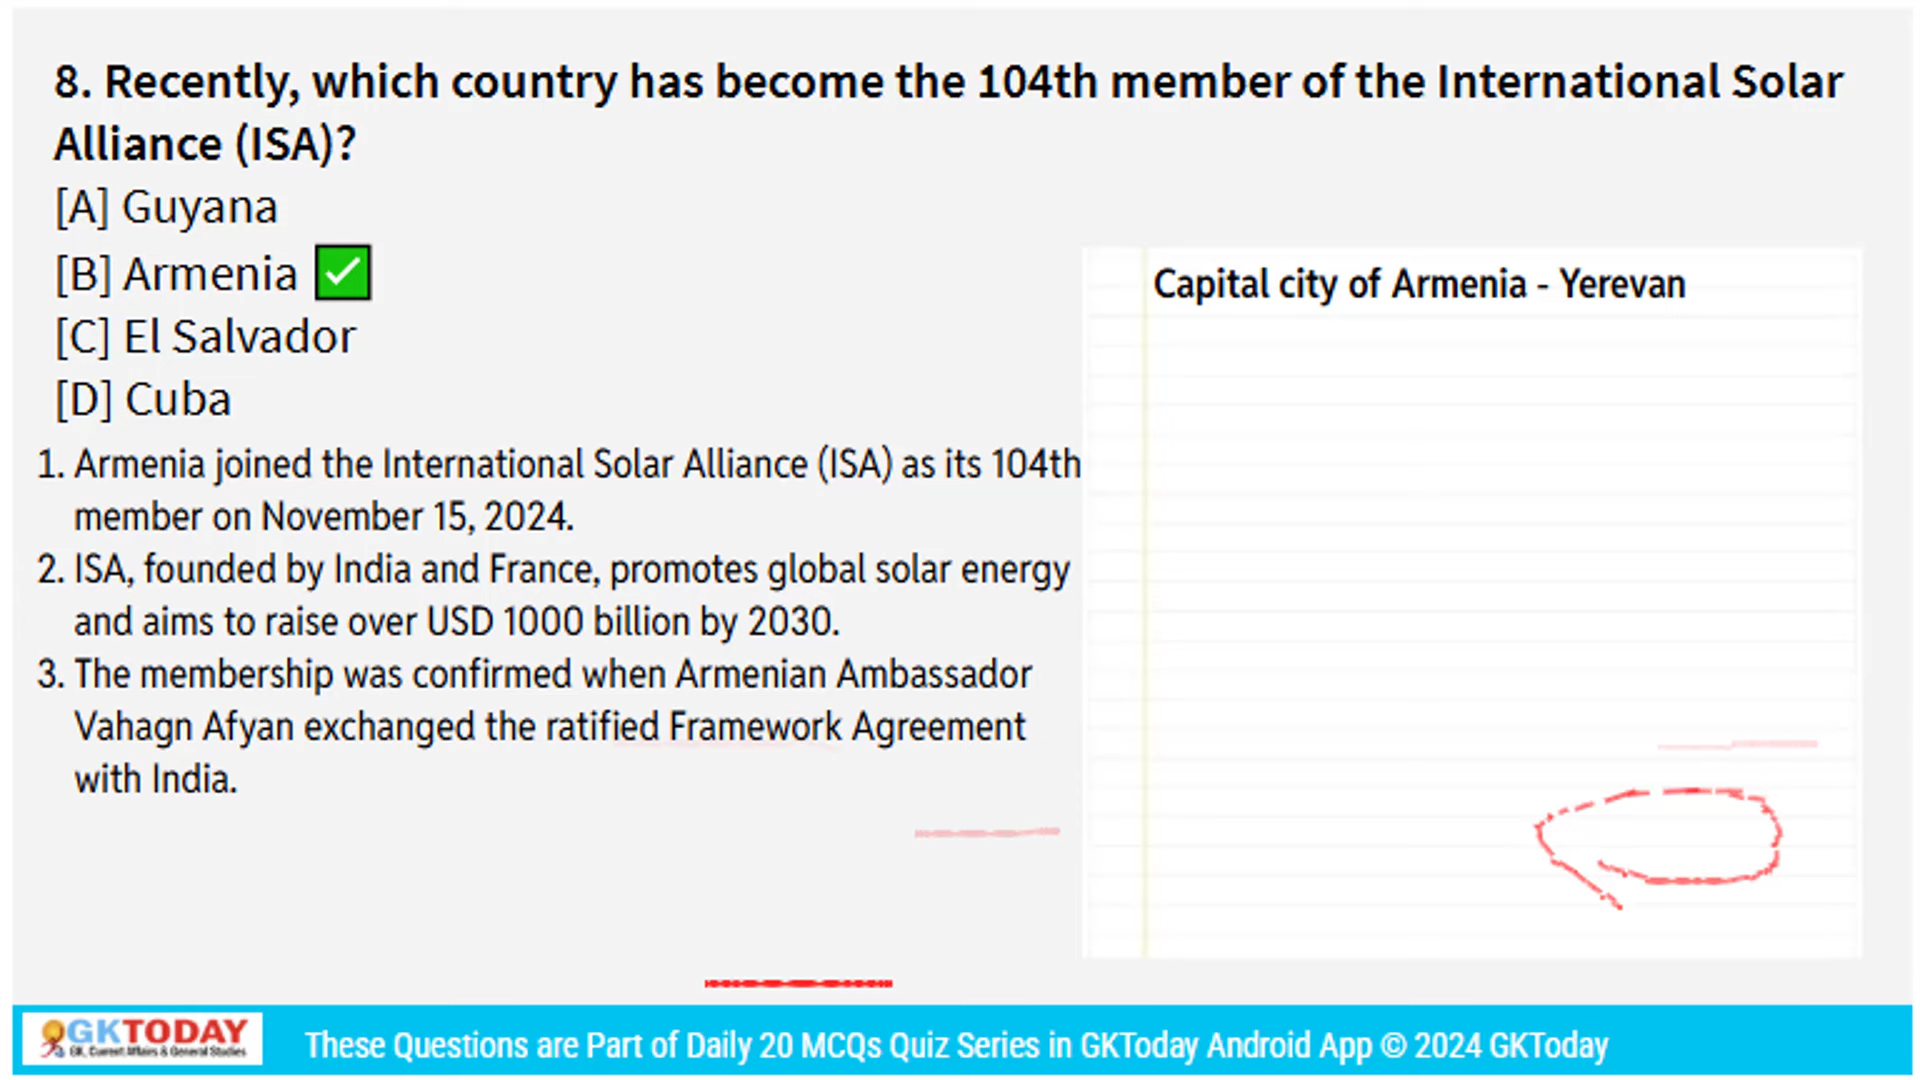 8. Recently, which country has become the 104th member of the International Solar
Alliance (ISA)?
[A] Guyana
[B] Armenia
[C] El Salvador
[D] Cuba
Capital city of Armenia - Yerevan
1. Armenia joined the International Solar Alliance (ISA) as its 104th
member on November 15, 2024.
2. ISA, founded by India and France, promotes global solar energy
and aims to raise over USD 1000 billion by 2030.
3. The membership was confirmed when Armenian Ambassador
Vahagn Afyan exchanged the ratified Framework Agreement
with India.
GKTODAY
GK, Current Affairs & General Studies
These Questions are Part of Daily 20 MCQs Quiz Series in GKToday Android App © 2024 GKToday